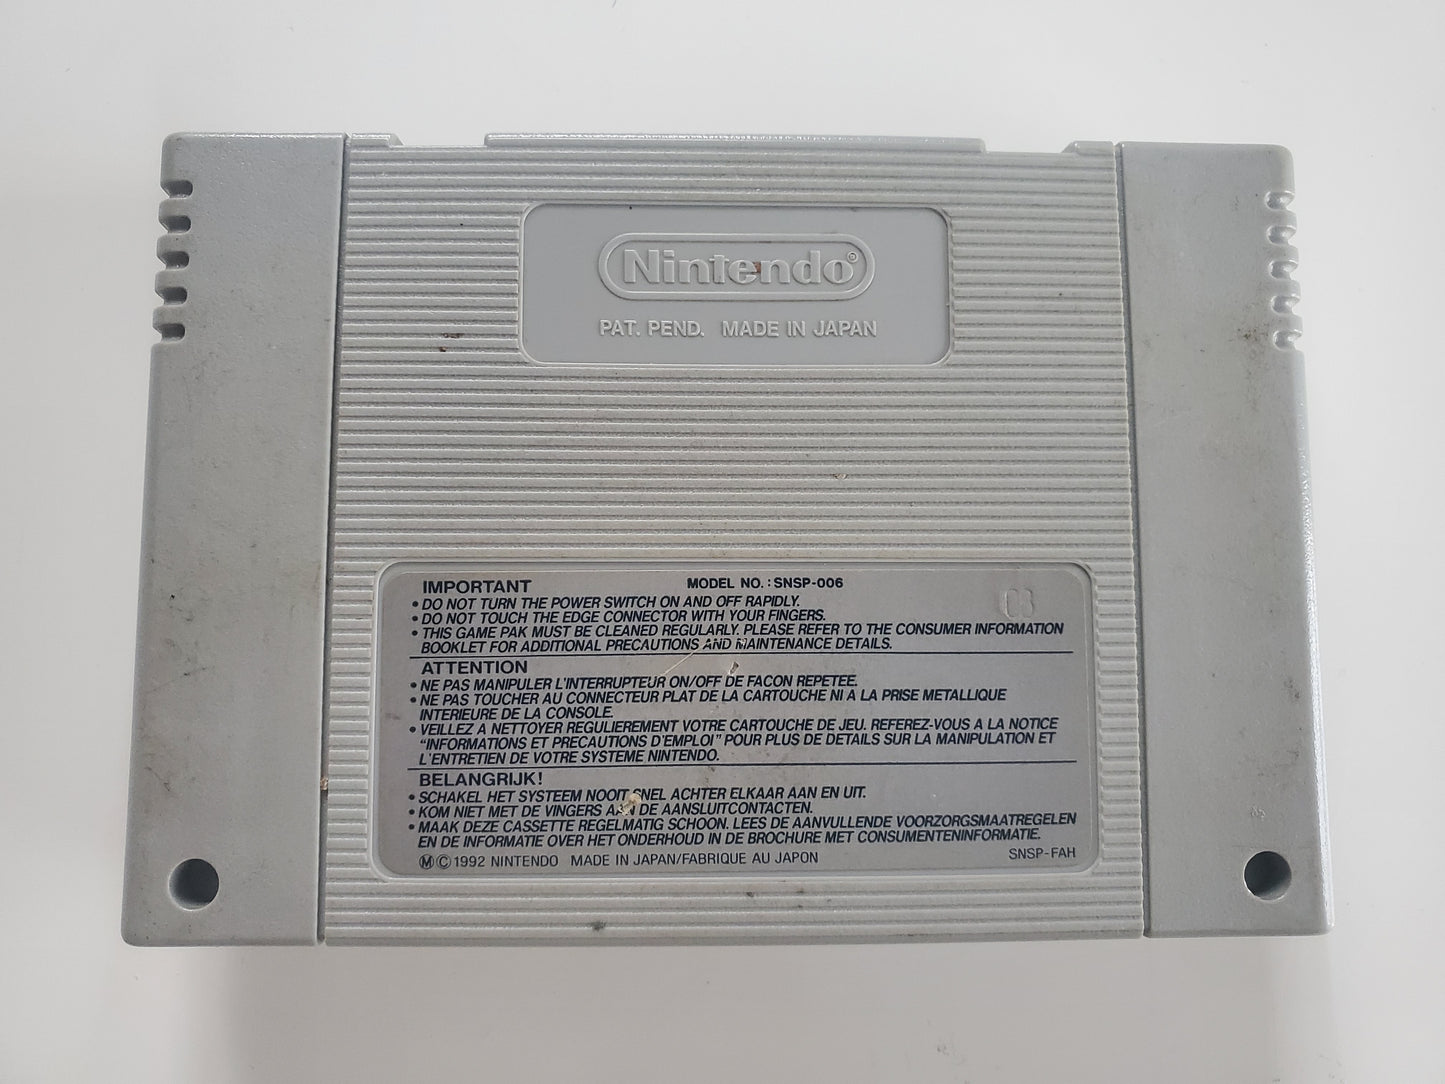 Nintendo®
PAT. PEND. MADE IN JAPAN
IMPORTANT MODEL NO. : SNSP-006
• DO NOT TURN THE POWER SWITCH ON AND OFF RAPIDLY.
• DO NOT TOUCH THE EDGE CONNECTOR WITH YOUR FINGERS.
• THIS GAME PAK MUST BE CLEANED REGULARLY. PLEASE REFER TO THE CONSUMER INFORMATION
BOOKLET FOR ADDITIONAL PRECAUTIONS AND MAINTENANCE DETAILS.
ATTENTION
• NE PAS MANIPULER L'INTERRUPTEUR ON/OFF DE FACON REPETEE.
• NE PAS TOUCHER AU CONNECTEUR PLAT DE LA CARTOUCHE NI A LA PRISE METALLIQUE
INTERIEURE DE LA CONSOLE.
• VEILLEZ A NETTOYER REGULIEREMENT VOTRE CARTOUCHE DE JEU. REFEREZ-VOUS A LA NOTICE
"INFORMATIONS ET PRECAUTIONS D'EMPLOI" POUR PLUS DE DETAILS SUR LA MANIPULATION ET
L'ENTRETIEN DE VOTRE SYSTEME NINTENDO.
BELANGRIJK!
• SCHAKEL HET SYSTEEM NOOIT SNEL ACHTER ELKAAR AAN EN UIT.
• KOM NIET MET DE VINGERS AAN DE AANSLUITCONTACTEN.
• MAAK DEZE CASSETTE REGELMATIG SCHOON. LEES DE AANVULLENDE VOORZORGSMAATREGELEN
EN DE INFORMATIE OVER HET ONDERHOUD IN DE BROCHURE MET CONSUMENTENINFORMATIE.
Ⓜ © 1992 NINTENDO MADE IN JAPAN/FABRIQUE AU JAPON SNSP-FAH